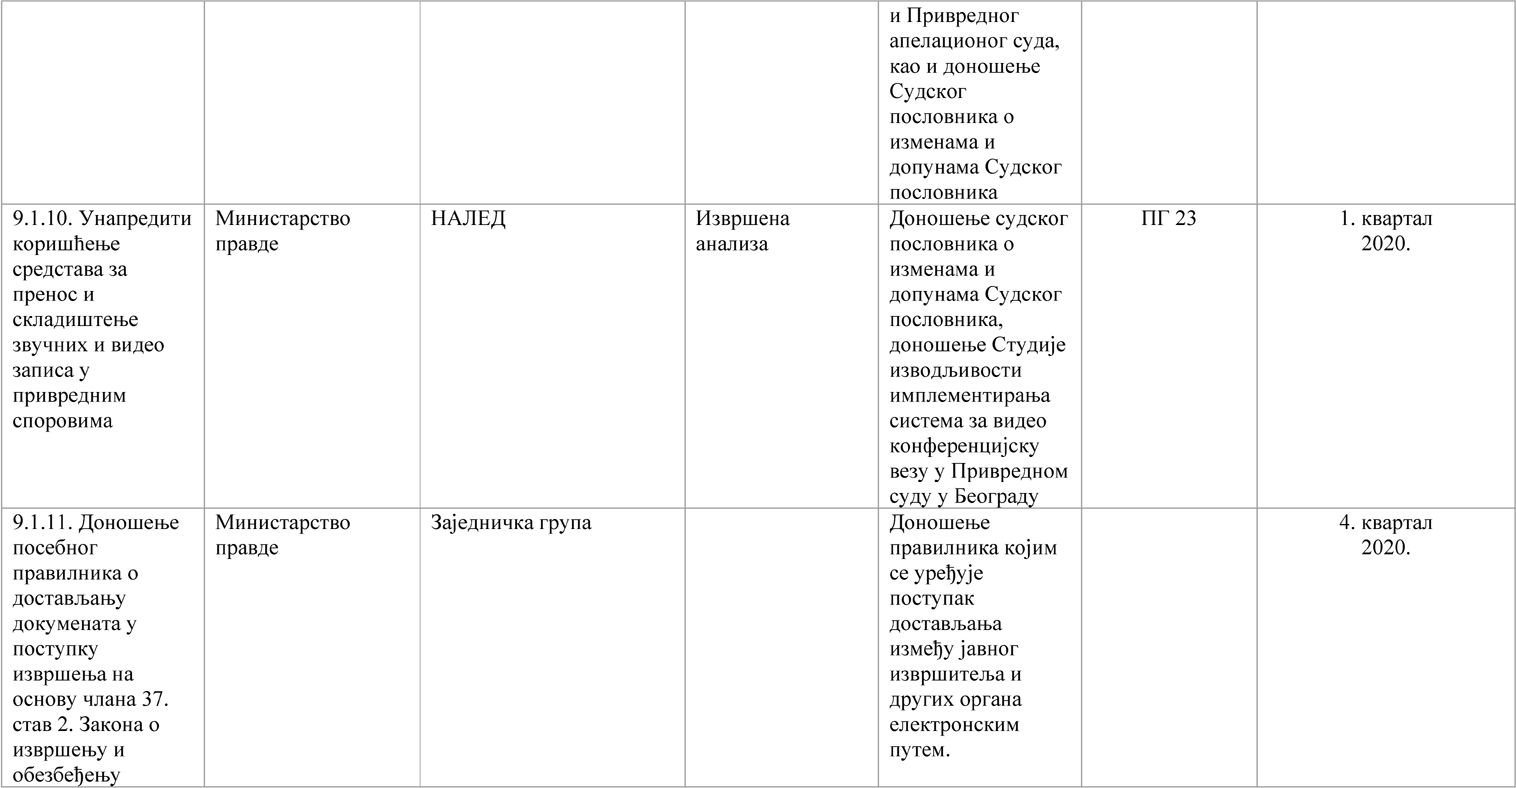 и Привредног
апелационог суда,
као и доношење
Судског
пословника о
изменама и
допунама Судског
пословника
9.1.10. Унапредити
коришћење
средстава за
пренос и
складиштење
звучних и видео
записа у
привредним
споровима
Министарство
правде
НАЛЕД
Извршена
анализа
Доношење судског
пословника о
изменама и
допунама Судског
пословника,
доношење Студије
изводљивости
имплементирања
система за видео
конференцијску
везу у Привредном
суду у Београду
ПГ 23
1. квартал
2020.
9.1.11. Доношење
посебног
правилника о
достављању
докумената у
поступку
извршења на
основу члана 37.
став 2. Закона о
извршењу и
обезбеђењу
Министарство
правде
Заједничка група
Доношење
правилника којим
се уређује
поступак
достављања
између јавног
извршитеља и
других органа
електронским
путем.
4. квартал
2020.